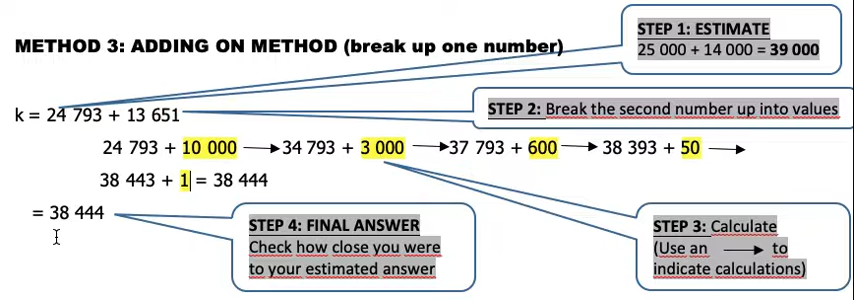 STEP 1: ESTIMATE
25 000 + 14 000 = 39 000
METHOD 3: ADDING ON METHOD (break up one number)
k = 24 793 + 13 651
STEP 2: Break the second number up into values
24 793 + 10 000 → 34 793 + 3 000 → 37 793 + 600 → 38 393 + 50 →
38 443 + 1 = 38 444
= 38 444
STEP 4: FINAL ANSWER
Check how close you were
to your estimated answer
STEP 3: Calculate
(Use an → to
indicate calculations)